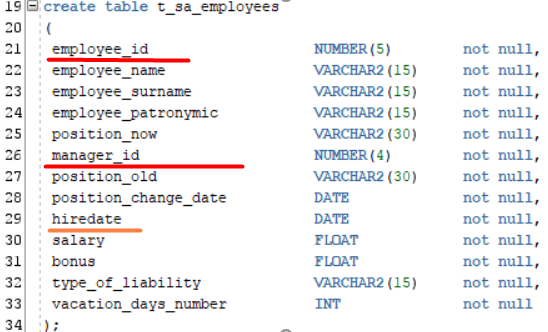 19 create table t_sa_employees
20 (
21 employee_id NUMBER(5) not null,
22 employee_name VARCHAR2(15) not null,
23 employee_surname VARCHAR2(15) not null,
24 employee_patronymic VARCHAR2(15) not null,
25 position_now VARCHAR2(30) not null,
26 manager_id NUMBER(4) not null,
27 position_old VARCHAR2(30) not null,
28 position_change_date DATE not null,
29 hiredate DATE not null,
30 salary FLOAT not null,
31 bonus FLOAT not null,
32 type_of_liability VARCHAR2(15) not null,
33 vacation_days_number INT not null
34 );